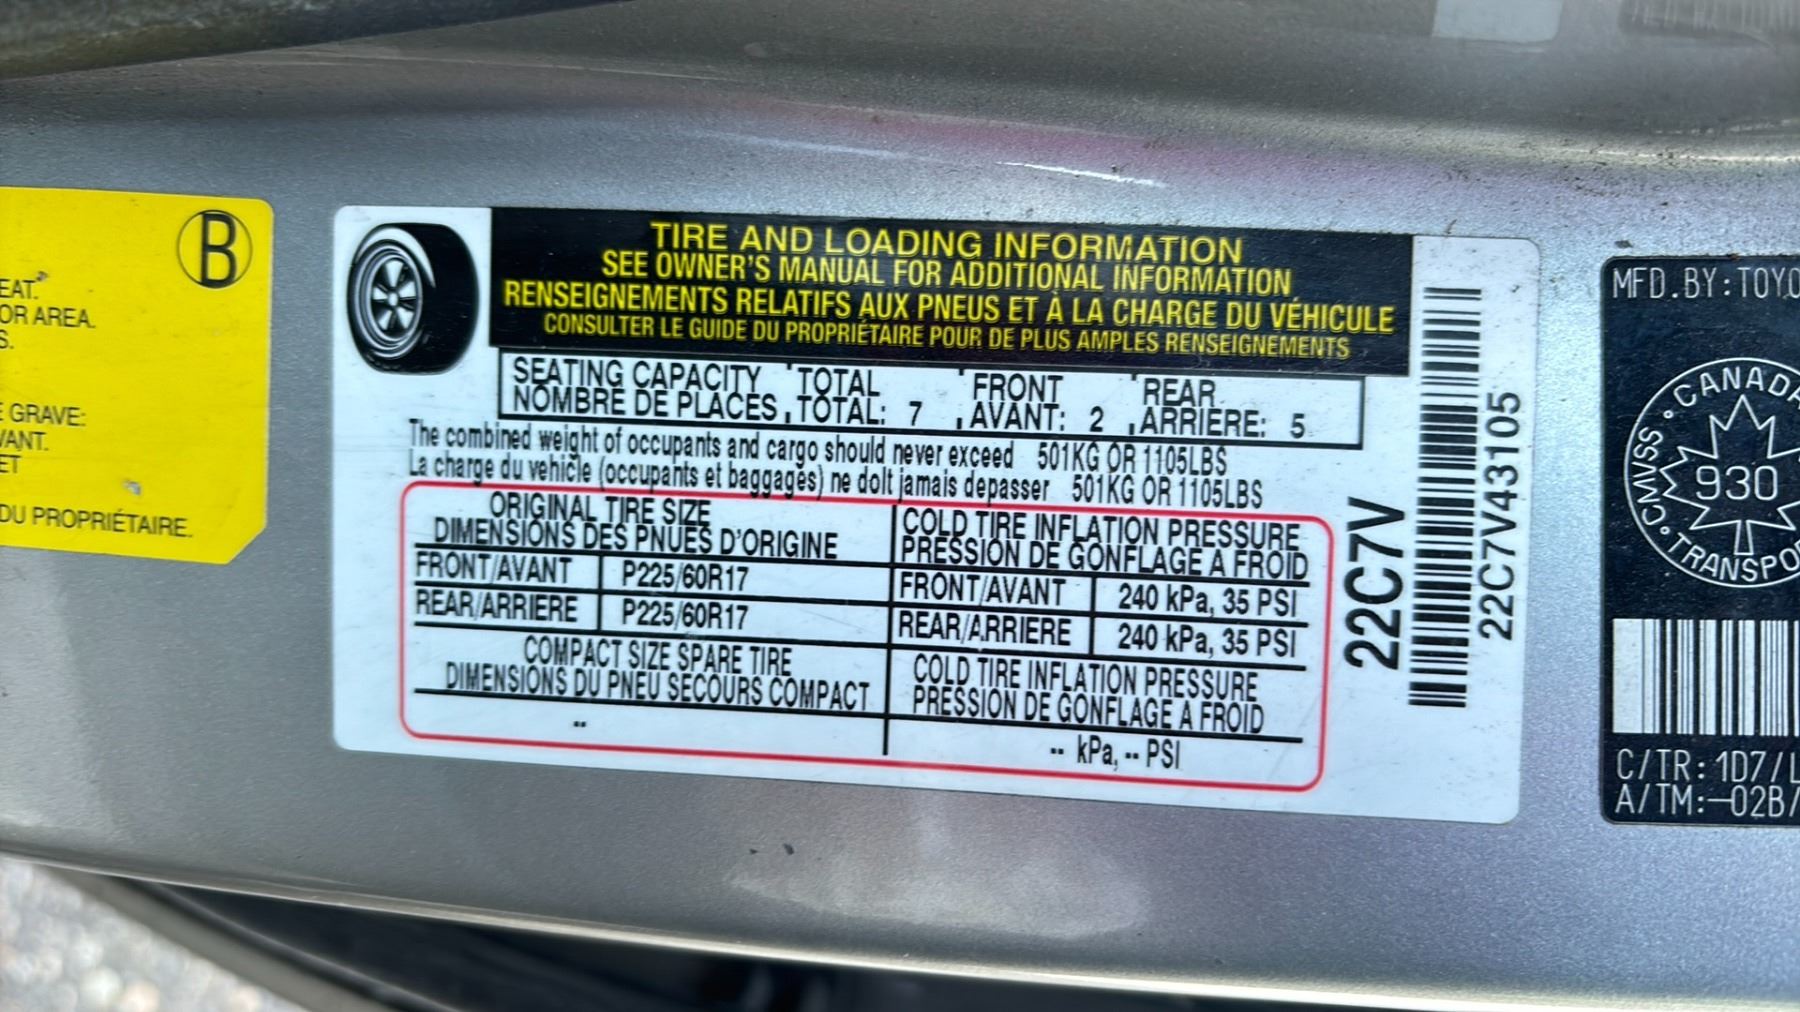 B
EAT.
OR AREA.
S.
E GRAVE:
VANT.
ET
DU PROPRIÉTAIRE.
TIRE AND LOADING INFORMATION
SEE OWNER'S MANUAL FOR ADDITIONAL INFORMATION
RENSEIGNEMENTS RELATIFS AUX PNEUS ET À LA CHARGE DU VÉHICULE
CONSULTER LE GUIDE DU PROPRIÉTAIRE POUR DE PLUS AMPLES RENSEIGNEMENTS
SEATING CAPACITY TOTAL FRONT REAR
NOMBRE DE PLACES TOTAL: 7 AVANT: 2 ARRIÈRE: 5
The combined weight of occupants and cargo should never exceed 501KG OR 1105LBS
La charge du vehicle (occupants et baggages) ne doit jamais depasser 501KG OR 1105LBS
ORIGINAL TIRE SIZE COLD TIRE INFLATION PRESSURE
DIMENSIONS DES PNUES D'ORIGINE PRESSION DE GONFLAGE A FROID
FRONT/AVANT P225/60R17 FRONT/AVANT 240 kPa, 35 PSI
REAR/ARRIERE P225/60R17 REAR/ARRIERE 240 kPa, 35 PSI
COMPACT SIZE SPARE TIRE COLD TIRE INFLATION PRESSURE
DIMENSIONS DU PNEU SECOURS COMPACT PRESSION DE GONFLAGE A FROID
-- -- kPa, -- PSI
22C7V
22C7V43105
MFD.BY:TOYO
CANADA
CMVSS
930
TRANSPO
C/TR:1D7/L
A/TM:-02B/